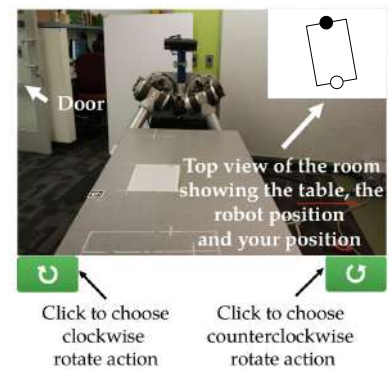 Door
Top view of the room
showing the table, the
robot position
and your position
Click to choose
clockwise
rotate action
Click to choose
counterclockwise
rotate action